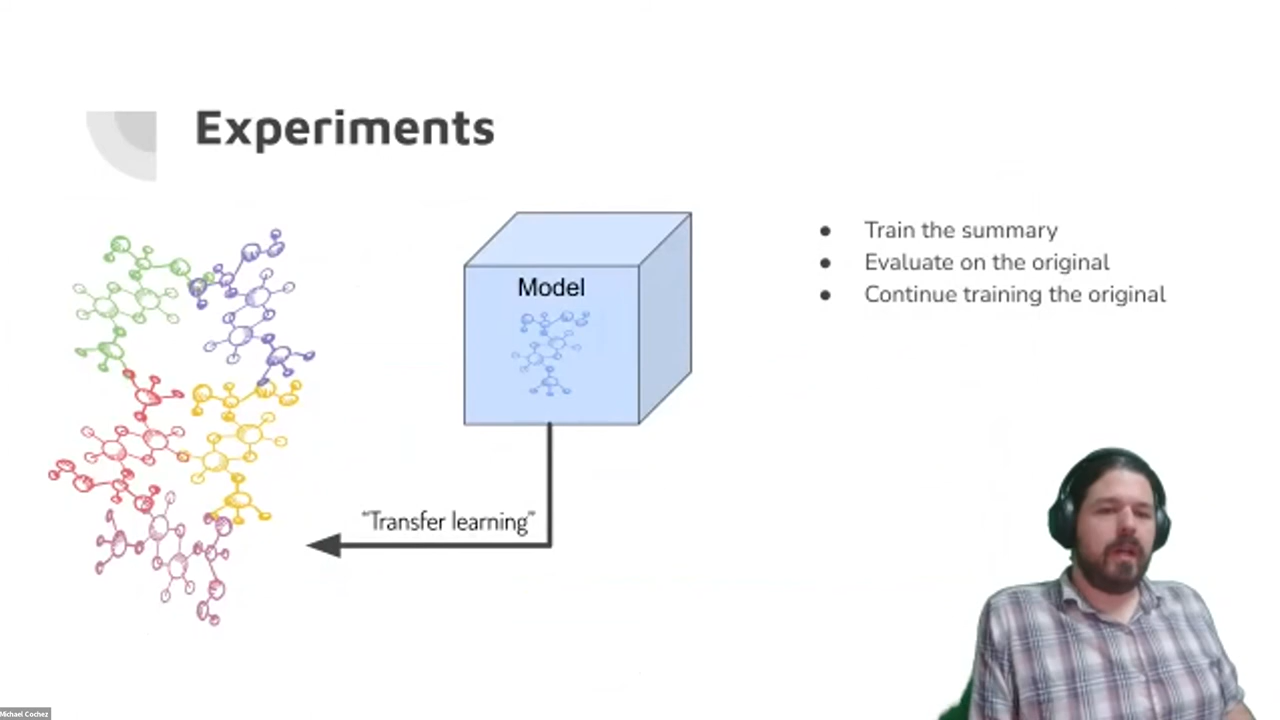 Experiments
Model
"Transfer learning"
● Train the summary
● Evaluate on the original
● Continue training the original
Michael Cochez